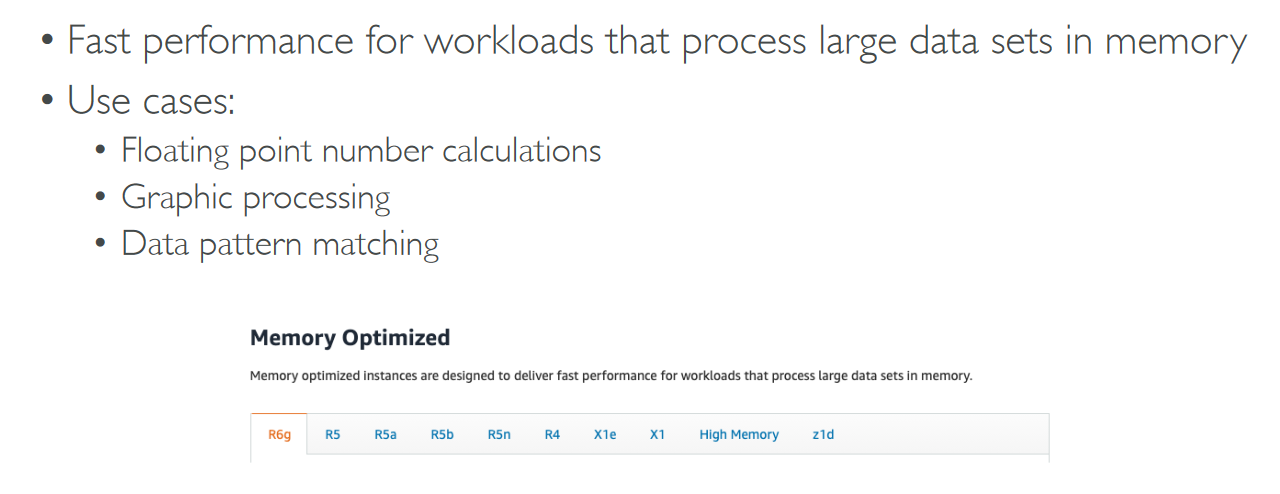 • Fast performance for workloads that process large data sets in memory
• Use cases:
• Floating point number calculations
• Graphic processing
• Data pattern matching
Memory Optimized
Memory optimized instances are designed to deliver fast performance for workloads that process large data sets in memory.
R6g R5 R5a R5b R5n R4 X1e X1 High Memory z1d